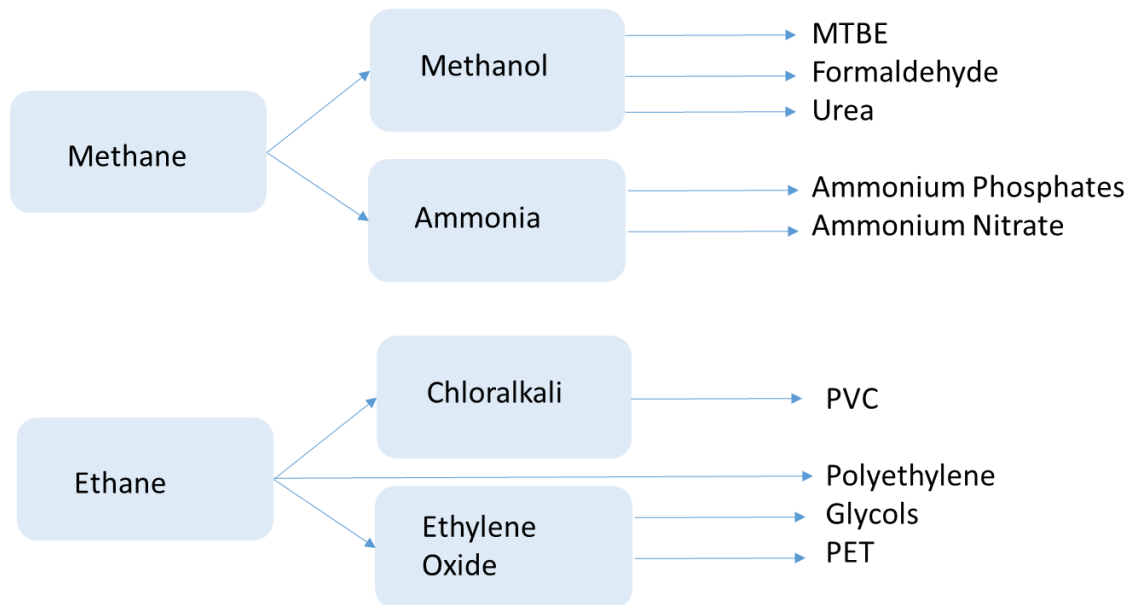 Methane
Methanol
MTBE
Formaldehyde
Urea
Ammonia
Ammonium Phosphates
Ammonium Nitrate
Ethane
Chloralkali
PVC
Polyethylene
Ethylene
Oxide
Glycols
PET